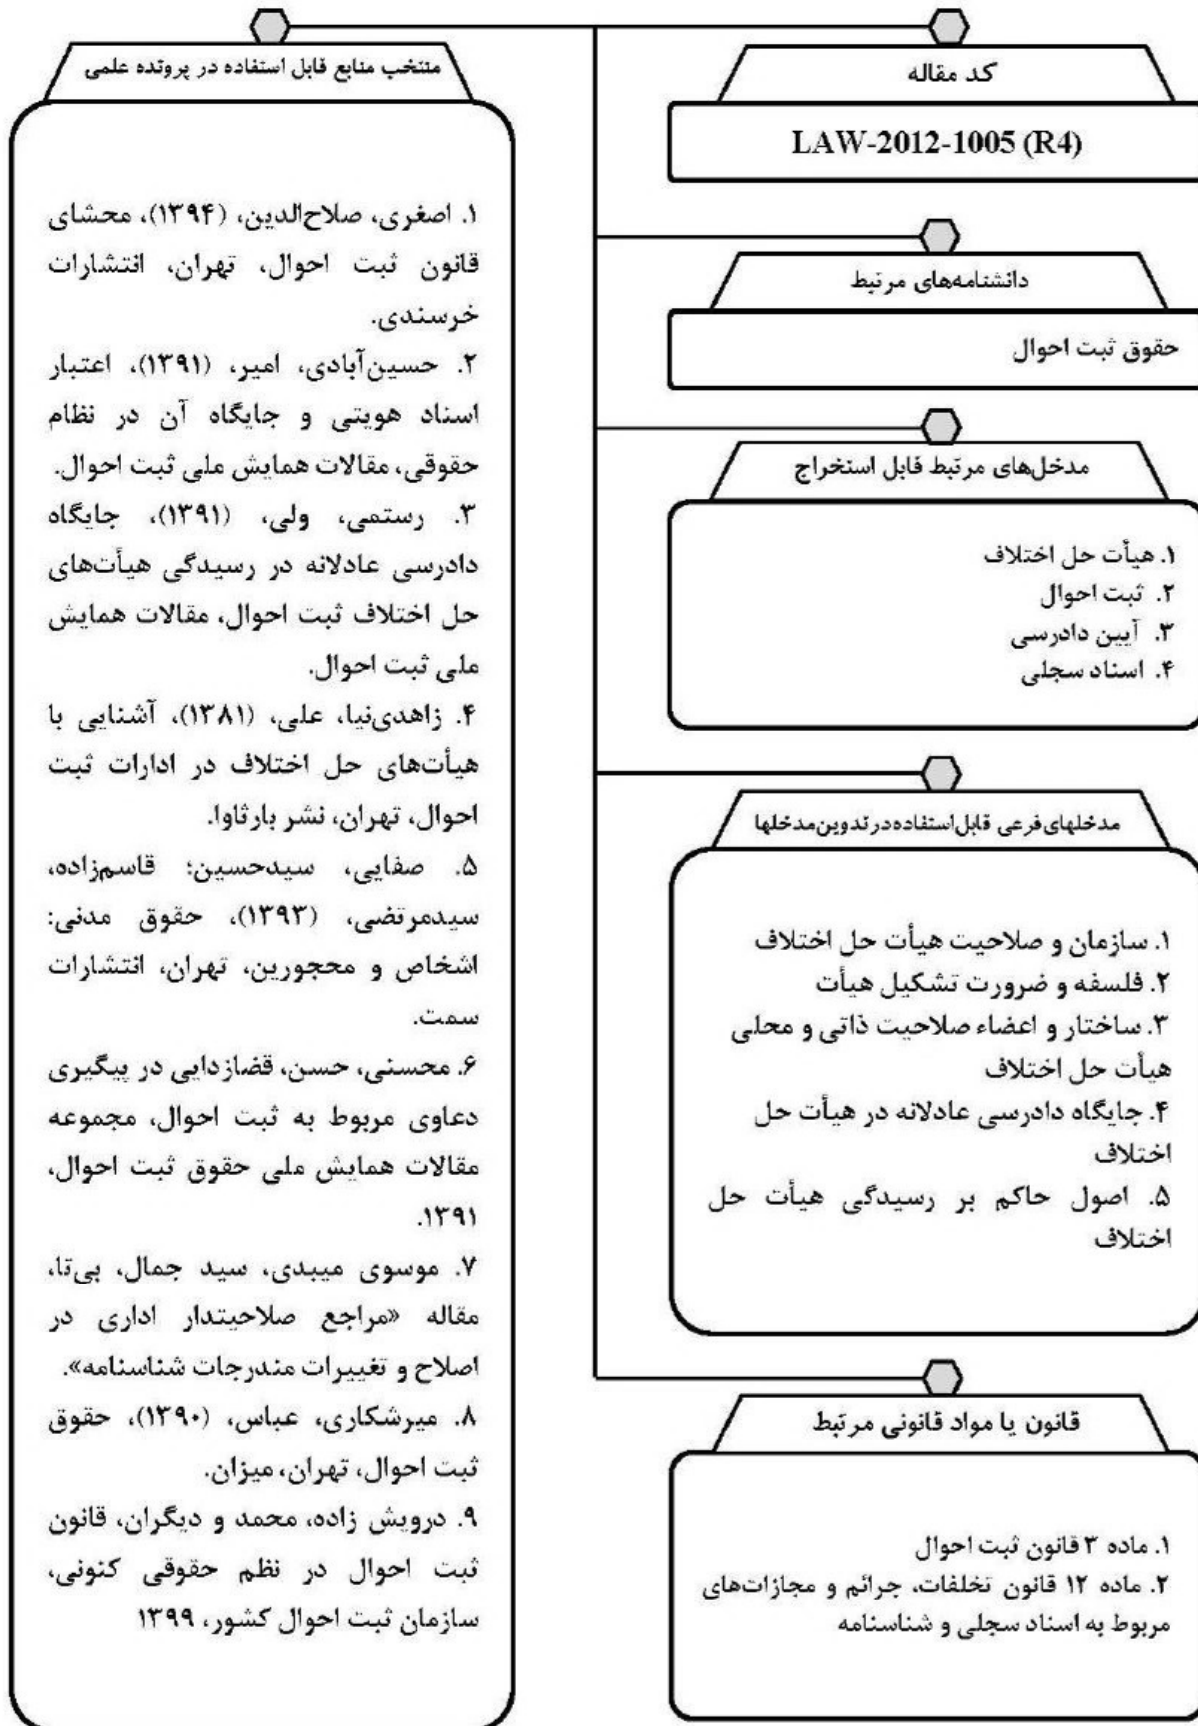 کد مقاله
LAW-2012-1005 (R4)
دانشنامه‌های مرتبط
حقوق ثبت احوال
مدخل‌های مرتبط قابل استخراج
۱. هیأت حل اختلاف
۲. ثبت احوال
۳. آیین دادرسی
۴. اسناد سجلی
مدخلهای فرعی قابل استفاده در تدوین مدخلها
۱. سازمان و صلاحیت هیأت حل اختلاف
۲. فلسفه و ضرورت تشکیل هیأت
۳. ساختار و اعضاء صلاحیت ذاتی و محلی
هیأت حل اختلاف
۴. جایگاه دادرسی عادلانه در هیأت حل
اختلاف
۵. اصول حاکم بر رسیدگی هیأت حل
اختلاف
قانون یا مواد قانونی مرتبط
۱. ماده ۳ قانون ثبت احوال
۲. ماده ۱۲ قانون تخلفات، جرائم و مجازات‌های
مربوط به اسناد سجلی و شناسنامه
منتخب منابع قابل استفاده در پرونده علمی
۱. اصغری، صلاح‌الدین، (۱۳۹۴)، محشای
قانون ثبت احوال، تهران، انتشارات
خرسندی.
۲. حسین‌آبادی، امیر، (۱۳۹۱)، اعتبار
اسناد هویتی و جایگاه آن در نظام
حقوقی، مقالات همایش ملی ثبت احوال.
۳. رستمی، ولی، (۱۳۹۱)، جایگاه
دادرسی عادلانه در رسیدگی هیأت‌های
حل اختلاف ثبت احوال، مقالات همایش
ملی ثبت احوال.
۴. زاهدی‌نیا، علی، (۱۳۸۱)، آشنایی با
هیأت‌های حل اختلاف در ادارات ثبت
احوال، تهران، نشر بارثاوا.
۵. صفایی، سیدحسین؛ قاسم‌زاده،
سیدمرتضی، (۱۳۹۳)، حقوق مدنی:
اشخاص و محجورین، تهران، انتشارات
سمت.
۶. محسنی، حسن، قضازدایی در پیگیری
دعاوی مربوط به ثبت احوال، مجموعه
مقالات همایش ملی حقوق ثبت احوال،
۱۳۹۱.
۷. موسوی میبدی، سید جمال، بی‌تا،
مقاله «مراجع صلاحیتدار اداری در
اصلاح و تغییرات مندرجات شناسنامه».
۸. میرشکاری، عباس، (۱۳۹۰)، حقوق
ثبت احوال، تهران، میزان.
۹. درویش زاده، محمد و دیگران، قانون
ثبت احوال در نظم حقوقی کنونی،
سازمان ثبت احوال کشور، ۱۳۹۹